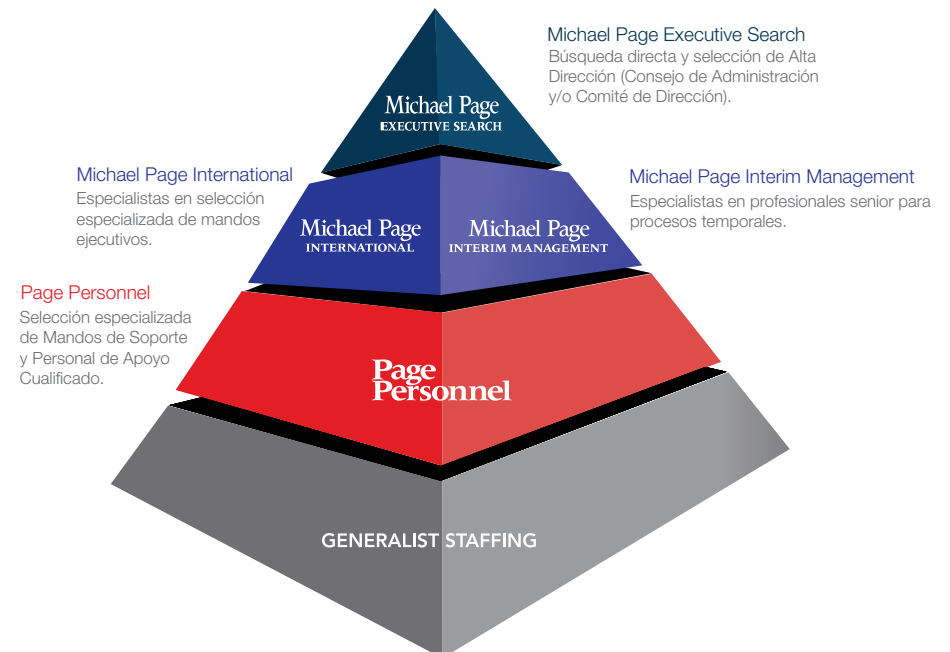 Michael Page Executive Search
Búsqueda directa y selección de Alta
Dirección (Consejo de Administración
y/o Comité de Dirección).
Michael Page
EXECUTIVE SEARCH
Michael Page International
Especialistas en selección
especializada de mandos
ejecutivos.
Michael Page
INTERNATIONAL
Michael Page
INTERIM MANAGEMENT
Michael Page Interim Management
Especialistas en profesionales senior para
procesos temporales.
Page Personnel
Selección especializada
de Mandos de Soporte
y Personal de Apoyo
Cualificado.
Page
Personnel
GENERALIST STAFFING